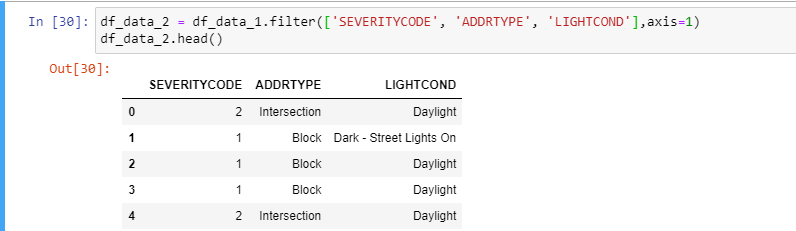 In [30]: df_data_2 = df_data_1.filter(['SEVERITYCODE', 'ADDRTYPE', 'LIGHTCOND'],axis=1)
df_data_2.head()
Out[30]:
SEVERITYCODE ADDRTYPE LIGHTCOND
0 2 Intersection Daylight
1 1 Block Dark - Street Lights On
2 1 Block Daylight
3 1 Block Daylight
4 2 Intersection Daylight